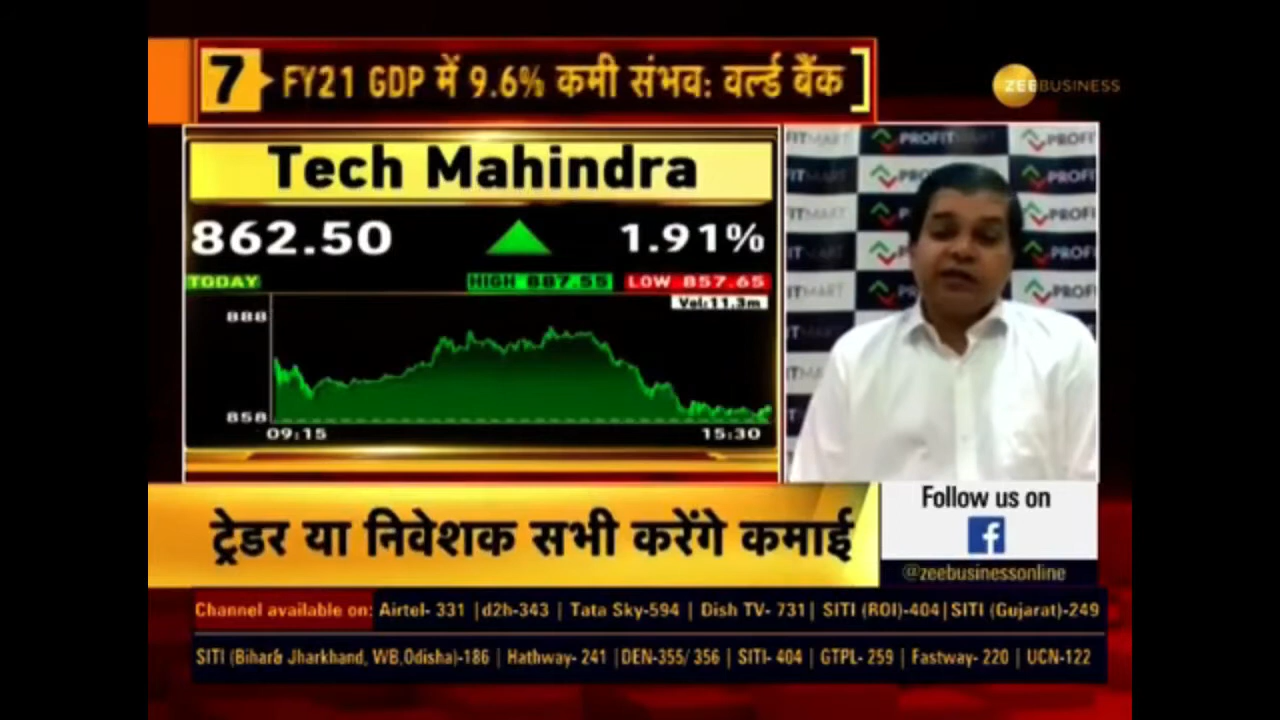 7 FY21 GDP में 9.6% कमी संभव: वर्ल्ड बैंक
ZEEBUSINESS
Tech Mahindra
862.50 1.91%
TODAY HIGH 887.55 LOW 857.65
Vol:11.3m
888
858
09:15 15:30
PROFITMART
ट्रेडर या निवेशक सभी करेंगे कमाई
Follow us on
@zeebusinessonline
Channel available on: Airtel- 331 |d2h-343 | Tata Sky-594 | Dish TV- 731| SITI (ROI)-404|SITI (Gujarat)-249
SITI (Bihar& Jharkhand, WB,Odisha)-186 | Hathway- 241 |DEN-355/ 356 | SITI- 404 | GTPL- 259 | Fastway- 220 | UCN-122